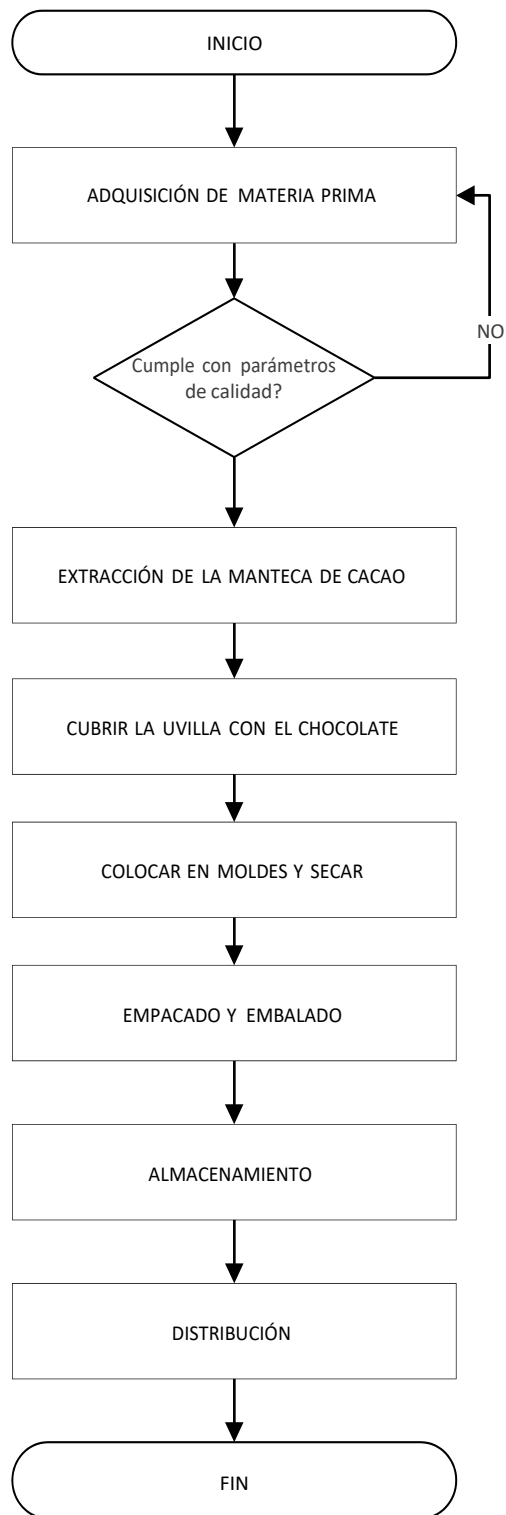 INICIO
ADQUISICIÓN DE MATERIA PRIMA
NO
Cumple con parámetros
de calidad?
EXTRACCIÓN DE LA MANTECA DE CACAO
CUBRIR LA UVILLA CON EL CHOCOLATE
COLOCAR EN MOLDES Y SECAR
EMPACADO Y EMBALADO
ALMACENAMIENTO
DISTRIBUCIÓN
FIN